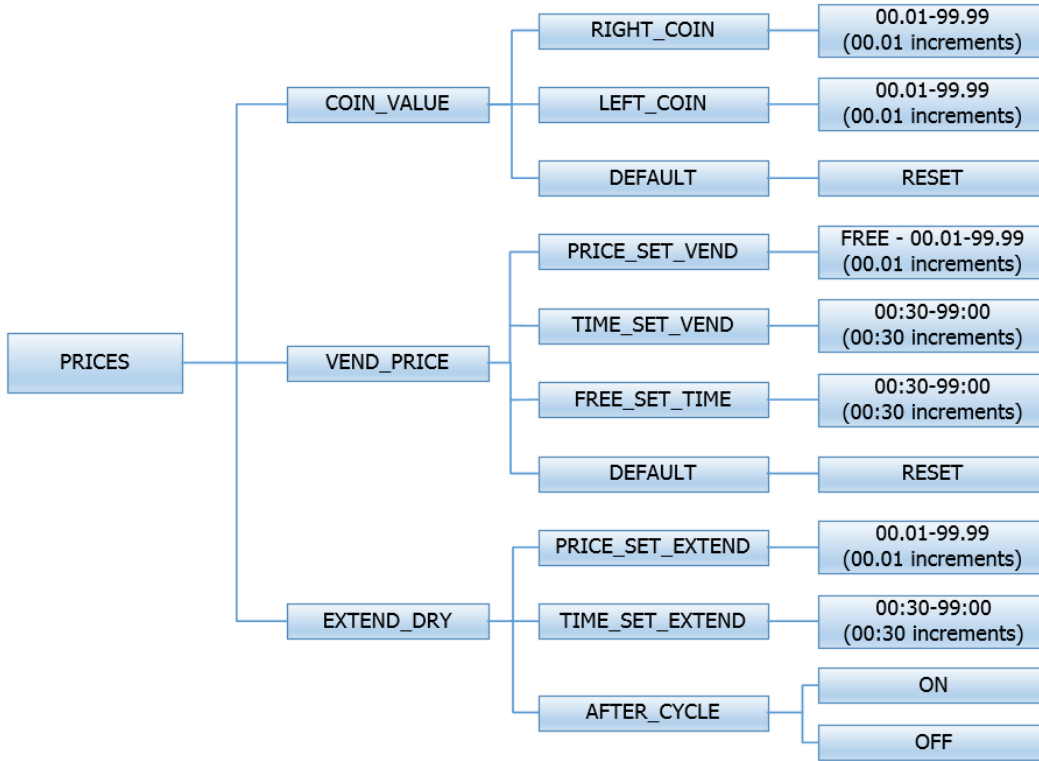 PRICES
COIN_VALUE
RIGHT_COIN
00.01-99.99
(00.01 increments)
LEFT_COIN
00.01-99.99
(00.01 increments)
DEFAULT
RESET
VEND_PRICE
PRICE_SET_VEND
FREE - 00.01-99.99
(00.01 increments)
TIME_SET_VEND
00:30-99:00
(00:30 increments)
FREE_SET_TIME
00:30-99:00
(00:30 increments)
DEFAULT
RESET
EXTEND_DRY
PRICE_SET_EXTEND
00.01-99.99
(00.01 increments)
TIME_SET_EXTEND
00:30-99:00
(00:30 increments)
AFTER_CYCLE
ON
OFF